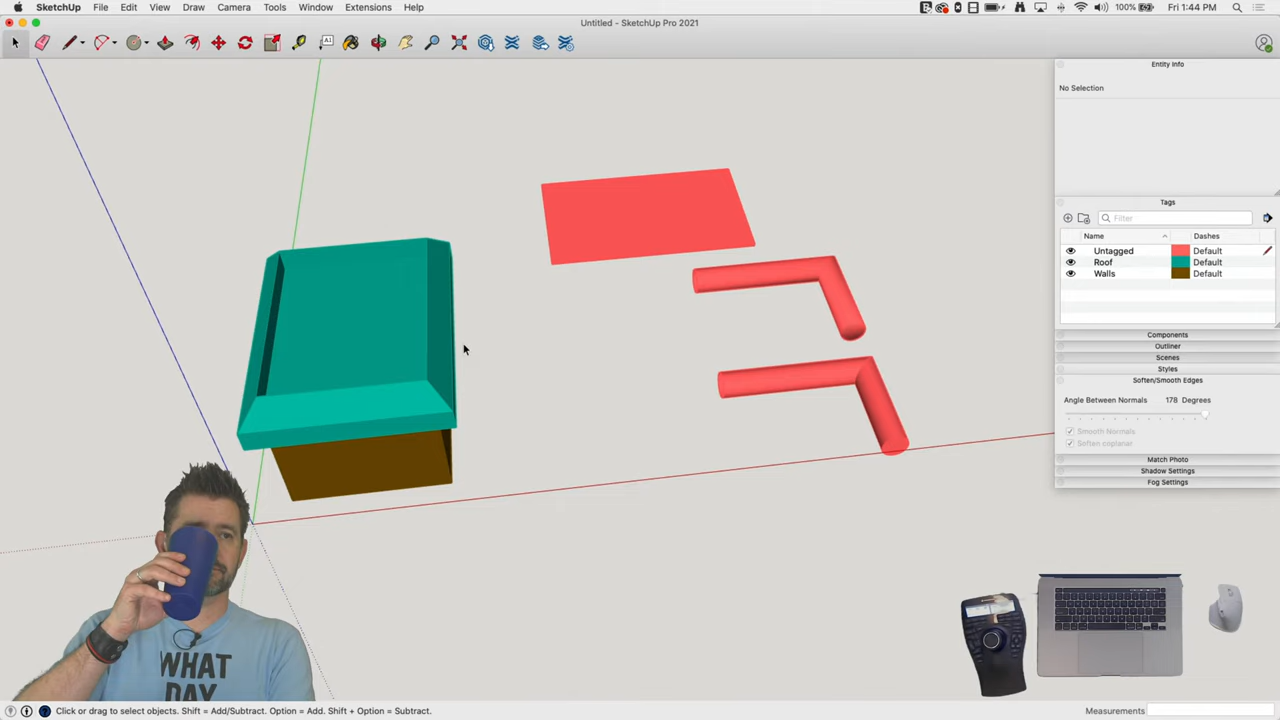 SketchUp File Edit View Draw Camera Tools Window Extensions Help
100% Fri 1:44 PM
Untitled - SketchUp Pro 2021
A1
Entity Info
No Selection
Tags
Filter
Name Dashes
Untagged Default
Roof Default
Walls Default
Components
Outliner
Scenes
Styles
Soften/Smooth Edges
Angle Between Normals 178 Degrees
Smooth Normals
Soften coplanar
Match Photo
Shadow Settings
Fog Settings
WHAT
DAY
Click or drag to select objects. Shift = Add/Subtract. Option = Add. Shift + Option = Subtract.
Measurements